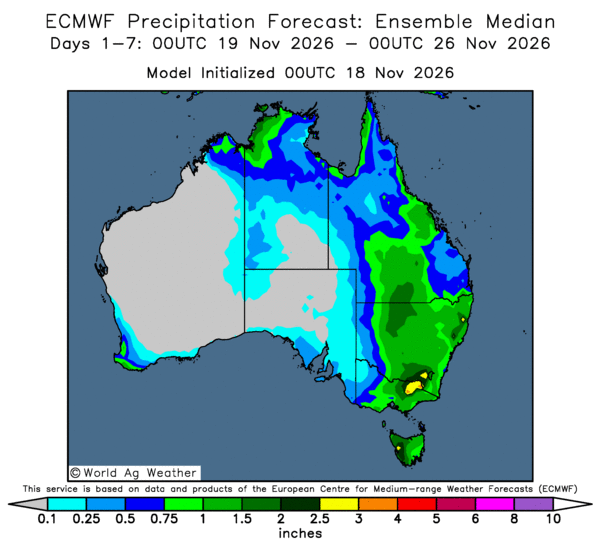 ECMWF Precipitation Forecast: Ensemble Median
Days 1-7: 00UTC 19 Nov 2026 - 00UTC 26 Nov 2026
Model Initialized 00UTC 18 Nov 2026
©World Ag Weather
This service is based on data and products of the European Centre for Medium-range Weather Forecasts (ECMWF)
0.1 0.25 0.5 0.75 1 1.5 2 2.5 3 4 5 6 8 10
inches